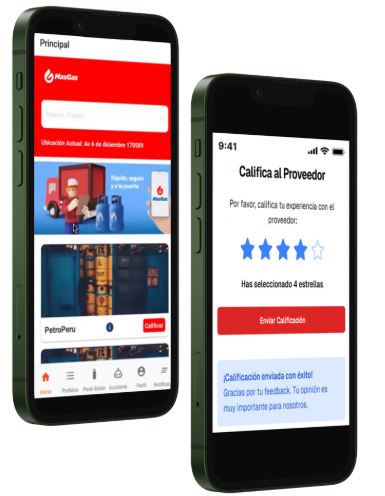 Principal
MasGas
Buscar, Tienda
Ubicación Actual: Av 6 de diciembre 170589
Rápido, seguro
y a tu puerta
MasGas
PetroPeru
i
Calificar
Inicio
Pedidos
Pedir Balón
Asistente
Perfil
Notificac
9:41
Califica al Proveedor
Por favor, califica tu experiencia con el
proveedor:
Has seleccionado 4 estrellas
Enviar Calificación
¡Calificación enviada con éxito!
Gracias por tu feedback. Tu opinión es
muy importante para nosotros.